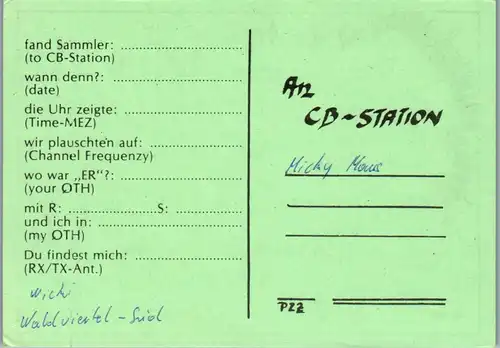 fand Sammler: ..............................
(to CB-Station)
wann denn?: ................................
(date)
die Uhr zeigte: ............................
(Time-MEZ)
wir plauschten auf: .....................
(Channel Frequenzy)
wo war „ER"?: ...........................
(your QTH)
mit R: .....................S: ................
und ich in: ................................
(my QTH)
Du findest mich: ........................
(RX/TX-Ant.)
Wicki
Waldviertel - Süd
An
CB-STATION
Micky Maus
PLZ